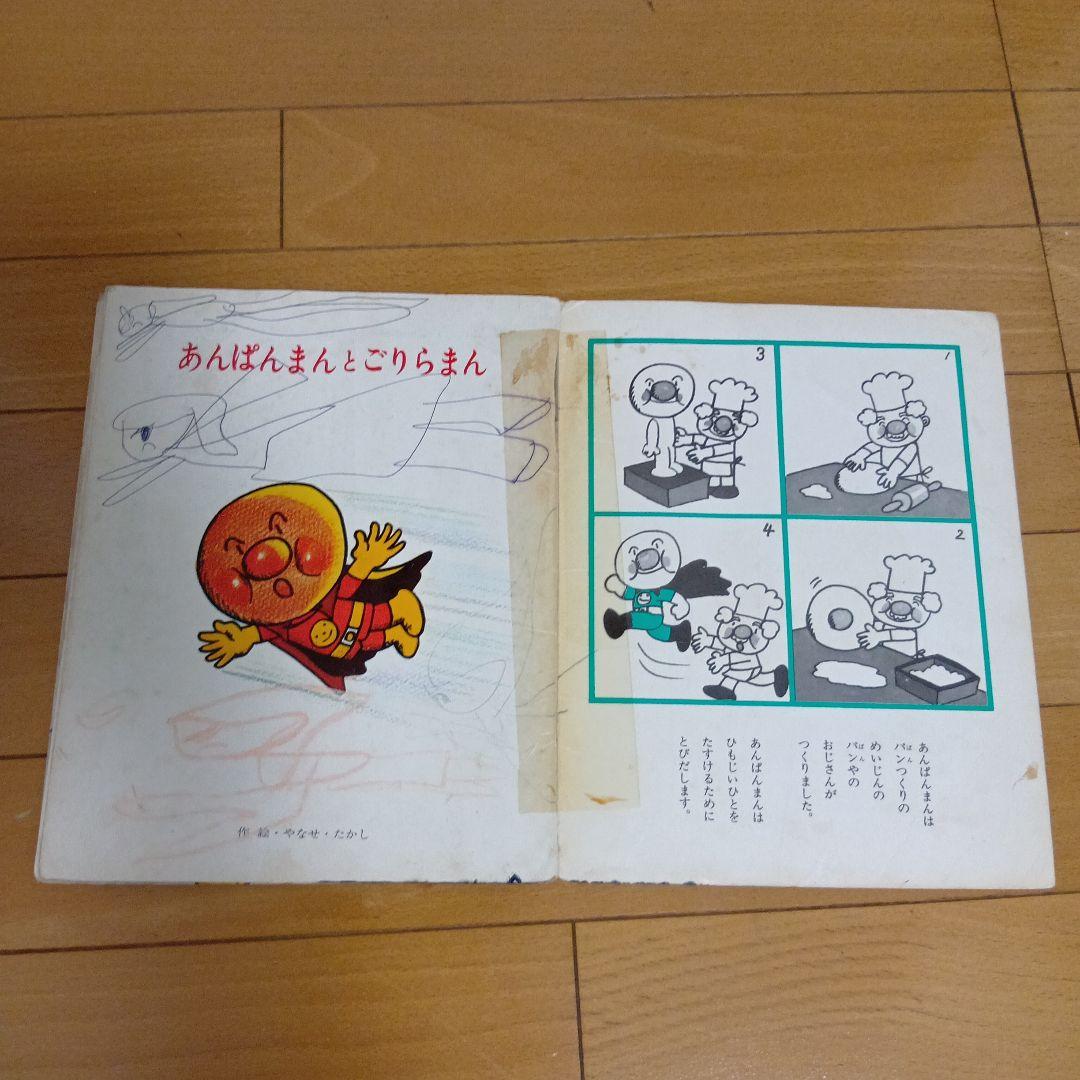 あんぱんまんとごりらまん
作 絵・やなせ・たかし
1
2
3
4
あんぱんまんは
パンつくりの
めいじんの
パンやの
おじさんが
つくりました。
あんぱんまんは
ひもじいひとを
たすけるために
とびだします。